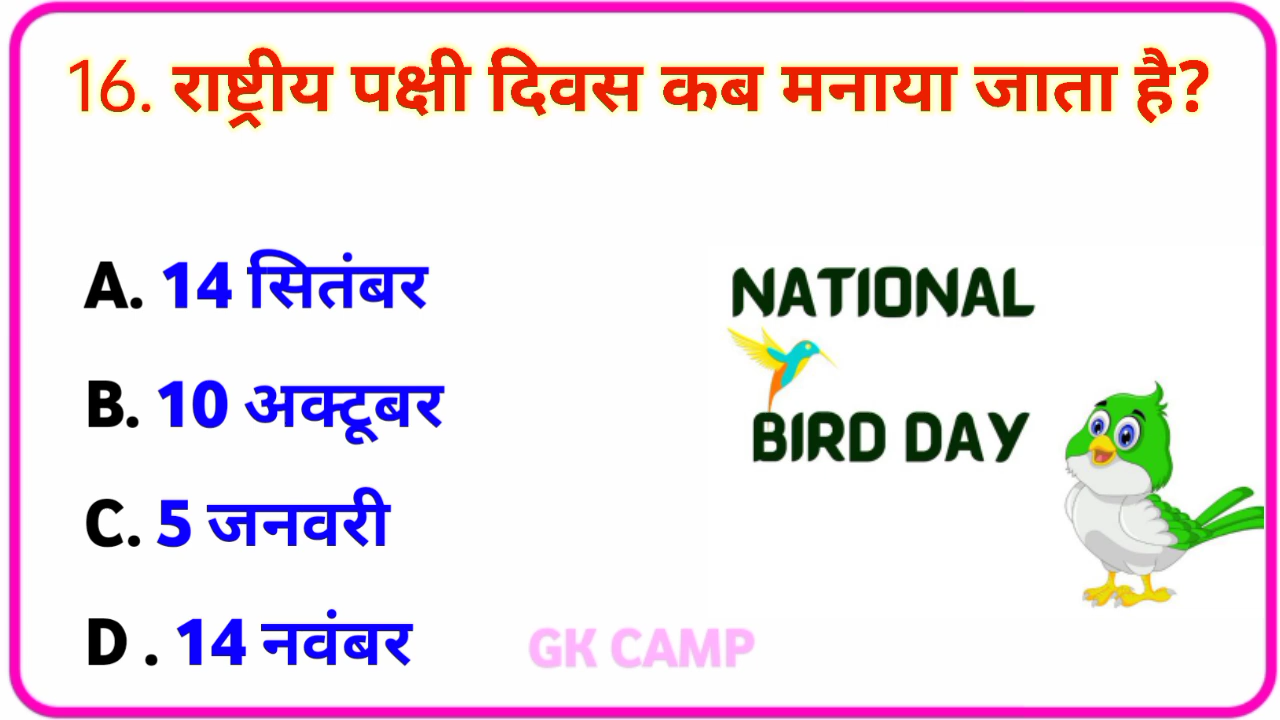 16. राष्ट्रीय पक्षी दिवस कब मनाया जाता है?
A. 14 सितंबर
B. 10 अक्टूबर
C. 5 जनवरी
D . 14 नवंबर
NATIONAL
BIRD DAY
GK CAMP